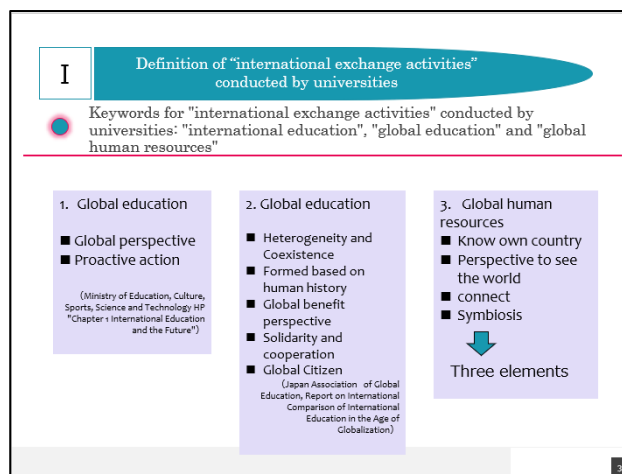 I
Definition of “international exchange activities”
conducted by universities
Keywords for "international exchange activities" conducted by
universities: "international education", "global education" and "global
human resources"
1. Global education
■ Global perspective
■ Proactive action
（Ministry of Education, Culture,
Sports, Science and Technology HP
"Chapter 1 International Education
and the Future"）
2. Global education
■ Heterogeneity and
Coexistence
■ Formed based on
human history
■ Global benefit
perspective
■ Solidarity and
cooperation
■ Global Citizen
（Japan Association of Global
Education, Report on International
Comparison of International
Education in the Age of
Globalization）
3. Global human
resources
■ Know own country
■ Perspective to see
the world
■ connect
■ Symbiosis
Three elements
3